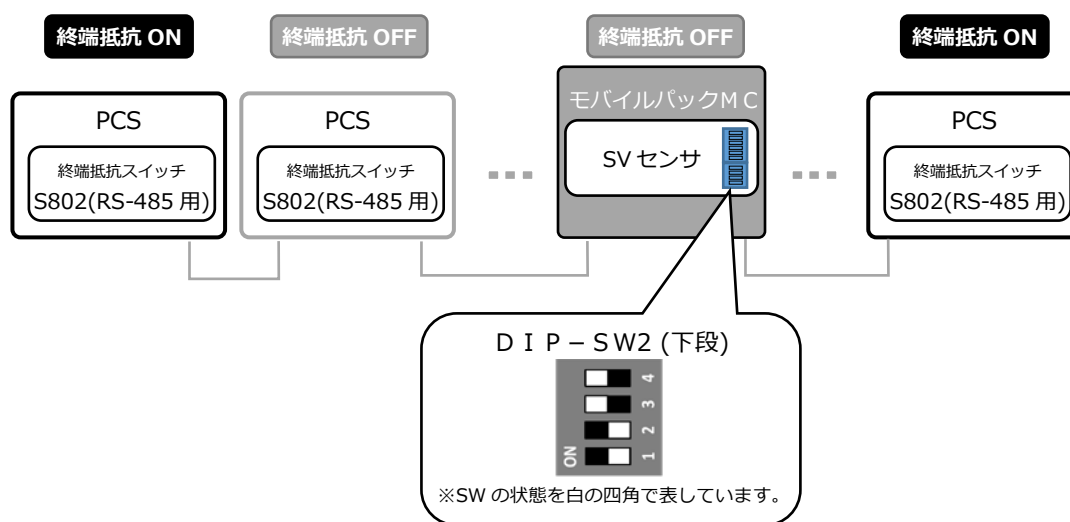 終端抵抗 ON
終端抵抗 OFF
終端抵抗 OFF
終端抵抗 ON
PCS
終端抵抗スイッチ
S802(RS-485 用)
PCS
終端抵抗スイッチ
S802(RS-485 用)
モバイルパックＭＣ
SV センサ
PCS
終端抵抗スイッチ
S802(RS-485 用)
ＤＩＰ－ＳＷ2 (下段)
4
3
2
1
ON
※SW の状態を白の四角で表しています。